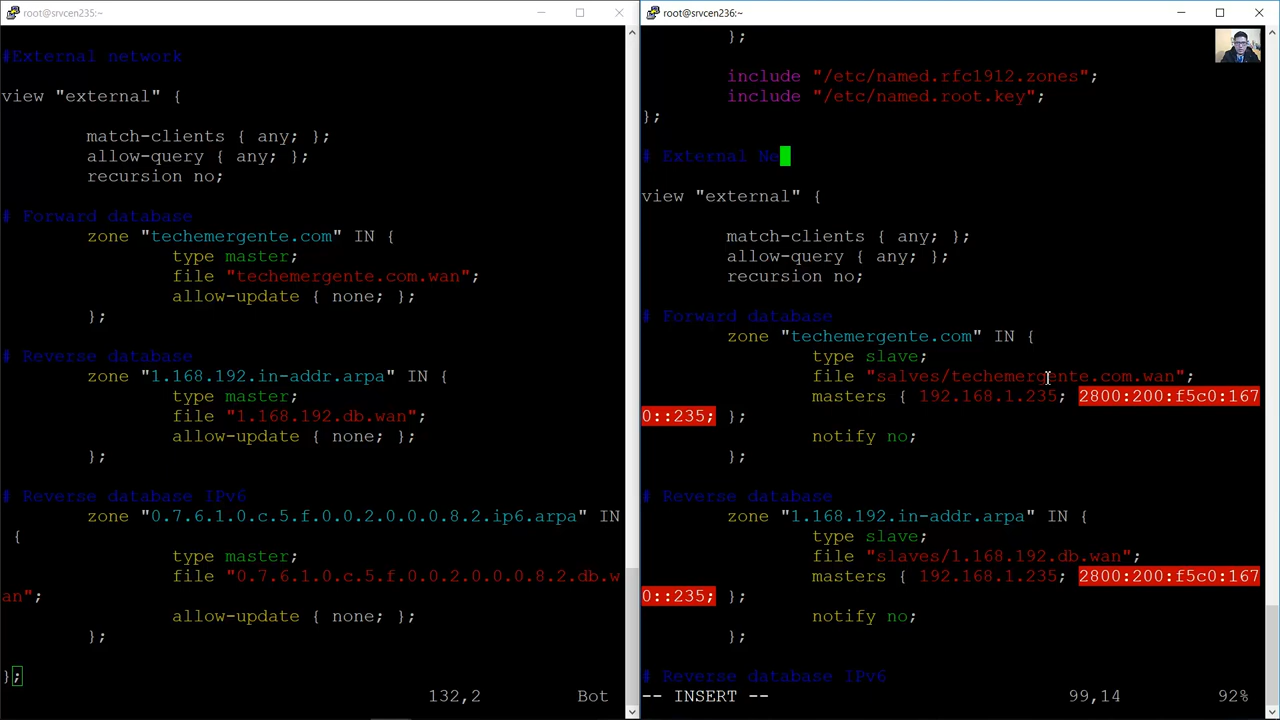 root@srvcen235:~
#External network
view "external" {
match-clients { any; };
allow-query { any; };
recursion no;
# Forward database
zone "techemergente.com" IN {
type master;
file "techemergente.com.wan";
allow-update { none; };
};
# Reverse database
zone "1.168.192.in-addr.arpa" IN {
type master;
file "1.168.192.db.wan";
allow-update { none; };
};
# Reverse database IPv6
zone "0.7.6.1.0.c.5.f.0.0.2.0.0.0.8.2.ip6.arpa" IN
{
type master;
file "0.7.6.1.0.c.5.f.0.0.2.0.0.0.8.2.db.w
an";
allow-update { none; };
};
};
132,2 Bot
root@srvcen236:~
};
include "/etc/named.rfc1912.zones";
include "/etc/named.root.key";
};
# External Ne
view "external" {
match-clients { any; };
allow-query { any; };
recursion no;
# Forward database
zone "techemergente.com" IN {
type slave;
file "salves/techemergente.com.wan";
masters { 192.168.1.235; 2800:200:f5c0:167
0::235; };
notify no;
};
# Reverse database
zone "1.168.192.in-addr.arpa" IN {
type slave;
file "slaves/1.168.192.db.wan";
masters { 192.168.1.235; 2800:200:f5c0:167
0::235; };
notify no;
};
# Reverse database IPv6
-- INSERT -- 99,14 92%